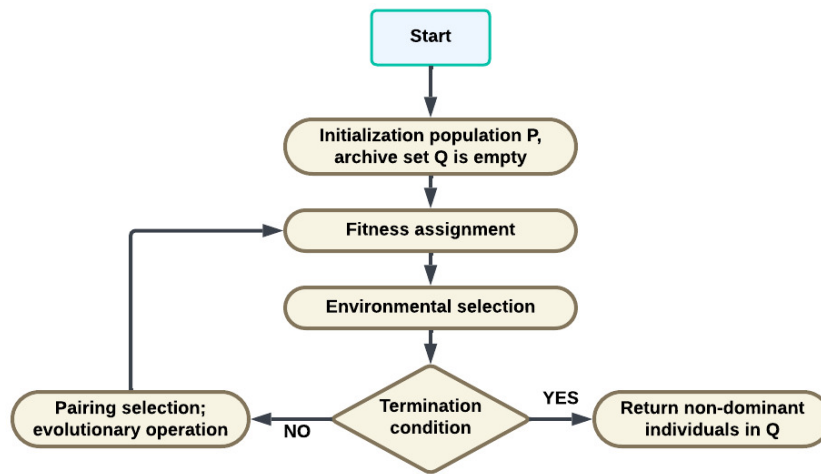 Start
Initialization population P,
archive set Q is empty
Fitness assignment
Environmental selection
Termination
condition
YES
NO
Pairing selection;
evolutionary operation
Return non-dominant
individuals in Q